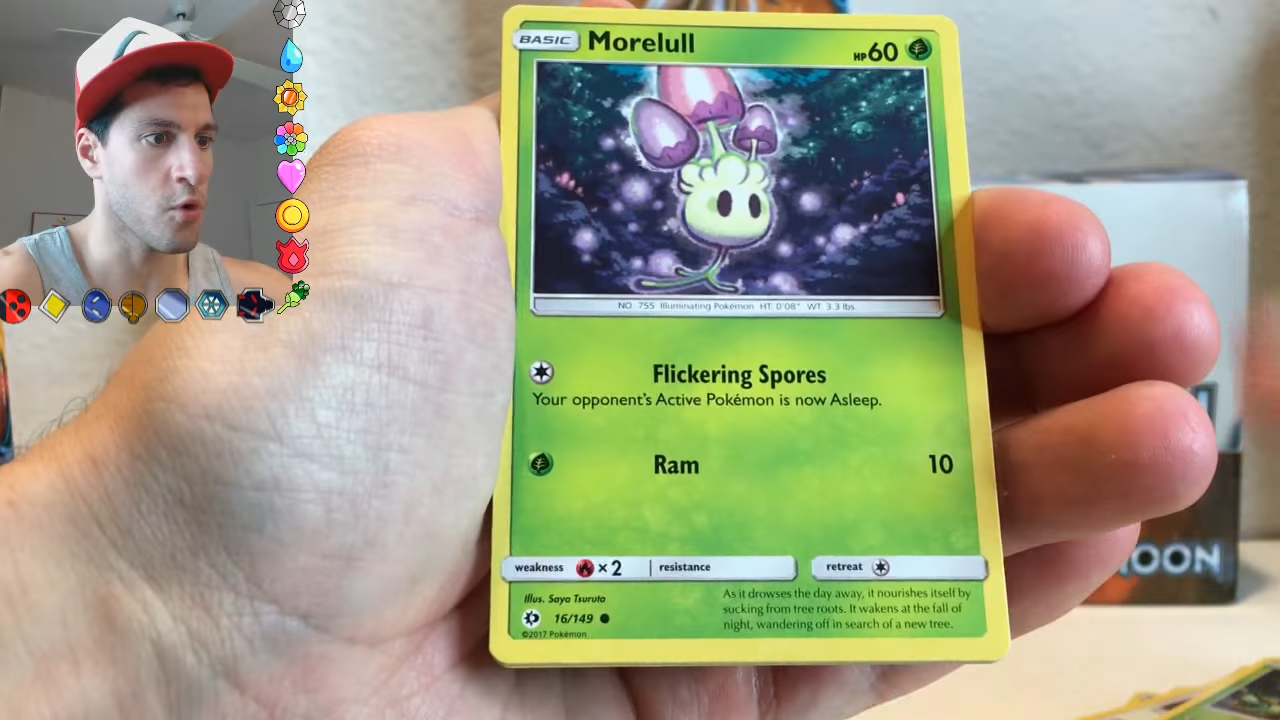 BASIC Morelull HP 60
NO. 755 Illuminating Pokémon HT: 0'08" WT: 3.3 lbs
Flickering Spores
Your opponent's Active Pokémon is now Asleep.
Ram 10
weakness ×2 resistance retreat
Illus. Saya Tsuruta
16/149
©2017 Pokémon
As it drowses the day away, it nourishes itself by
sucking from tree roots. It wakens at the fall of
night, wandering off in search of a new tree.
OON